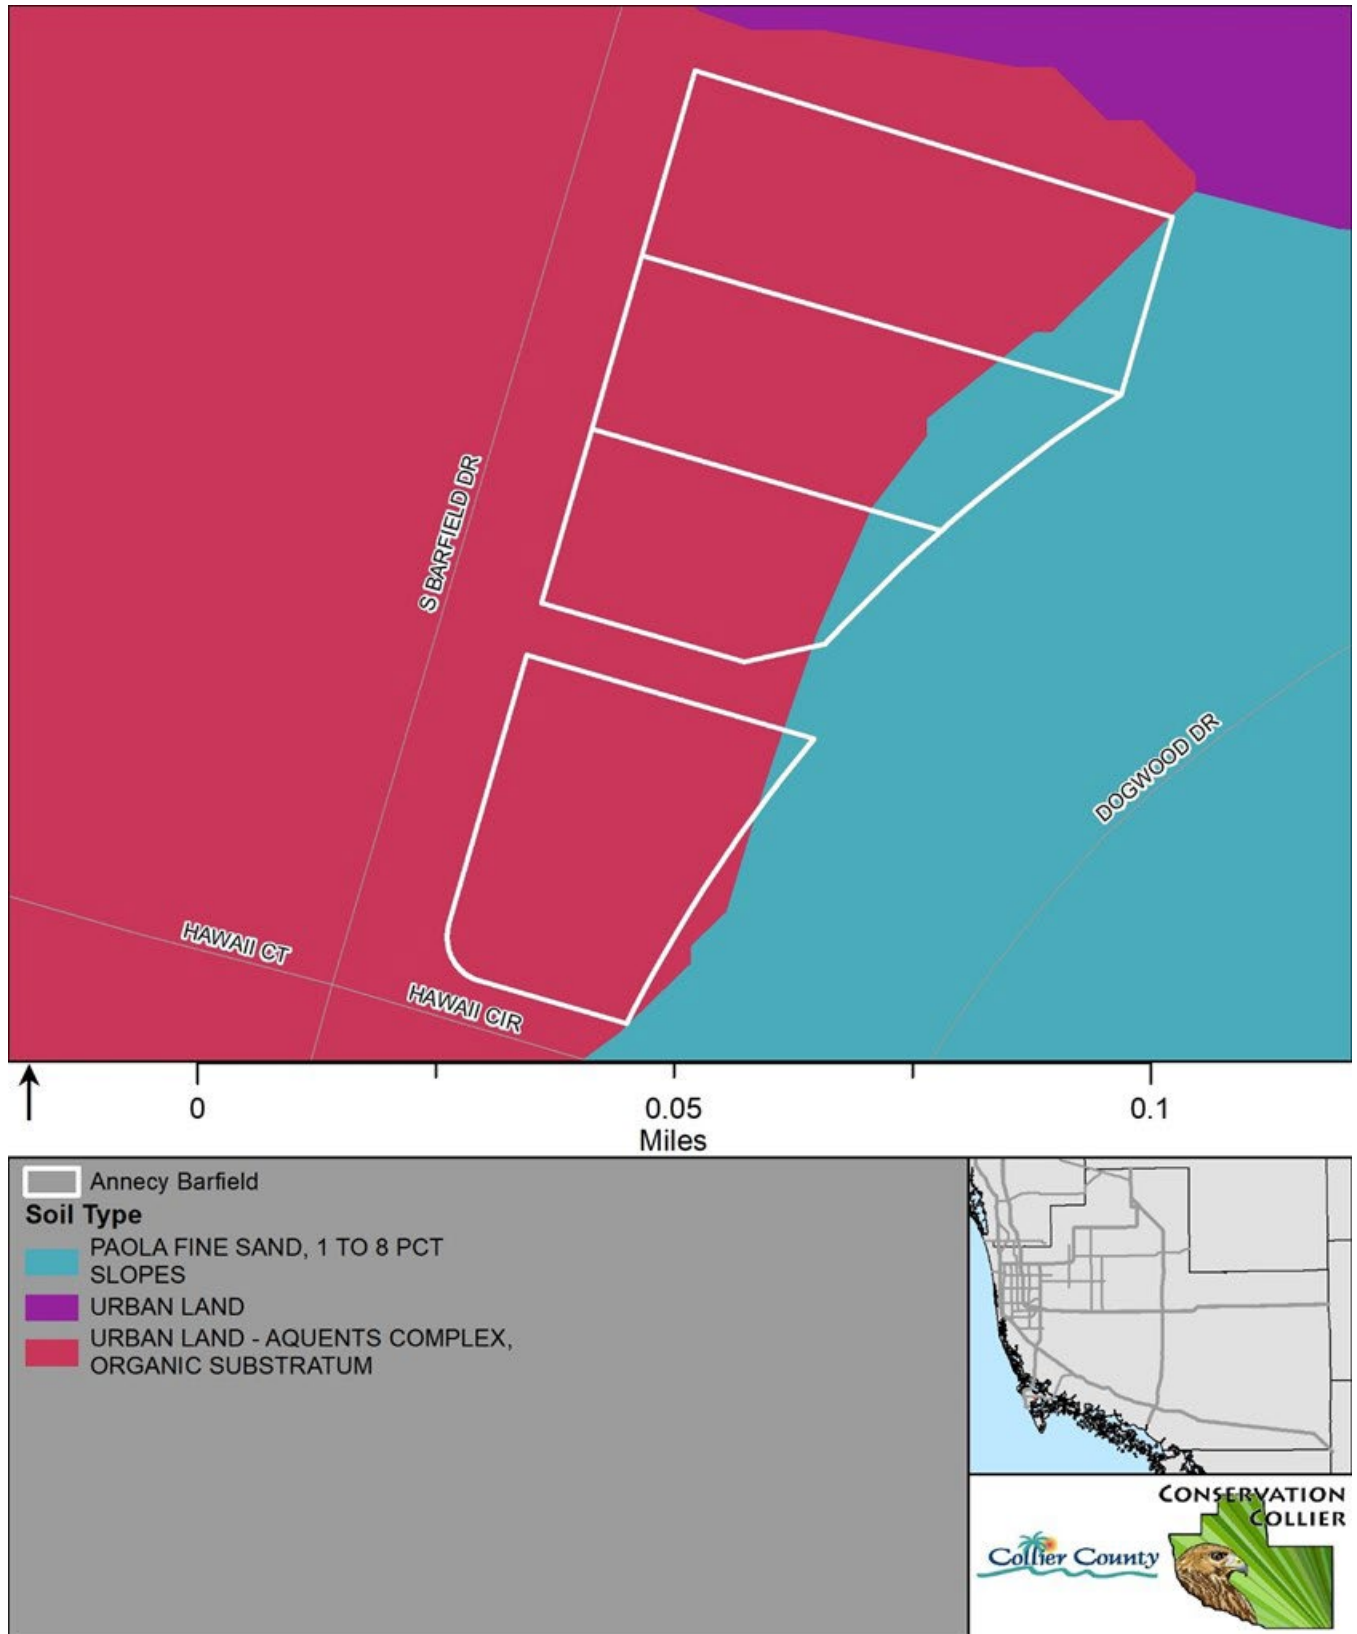 S BARFIELD DR
DOGWOOD DR
HAWAII CT
HAWAII CIR
0
0.05
0.1
Miles
Annecy Barfield
Soil Type
PAOLA FINE SAND, 1 TO 8 PCT
SLOPES
URBAN LAND
URBAN LAND - AQUENTS COMPLEX,
ORGANIC SUBSTRATUM
CONSERVATION
COLLIER
Collier County